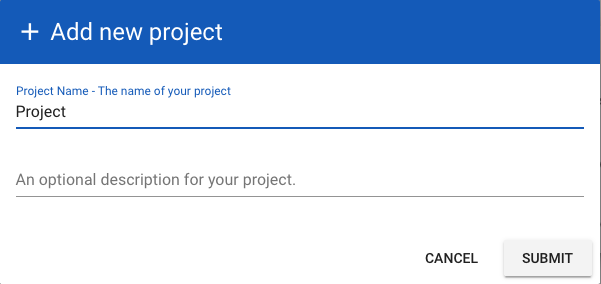 + Add new project
Project Name - The name of your project
Project
An optional description for your project.
CANCEL SUBMIT